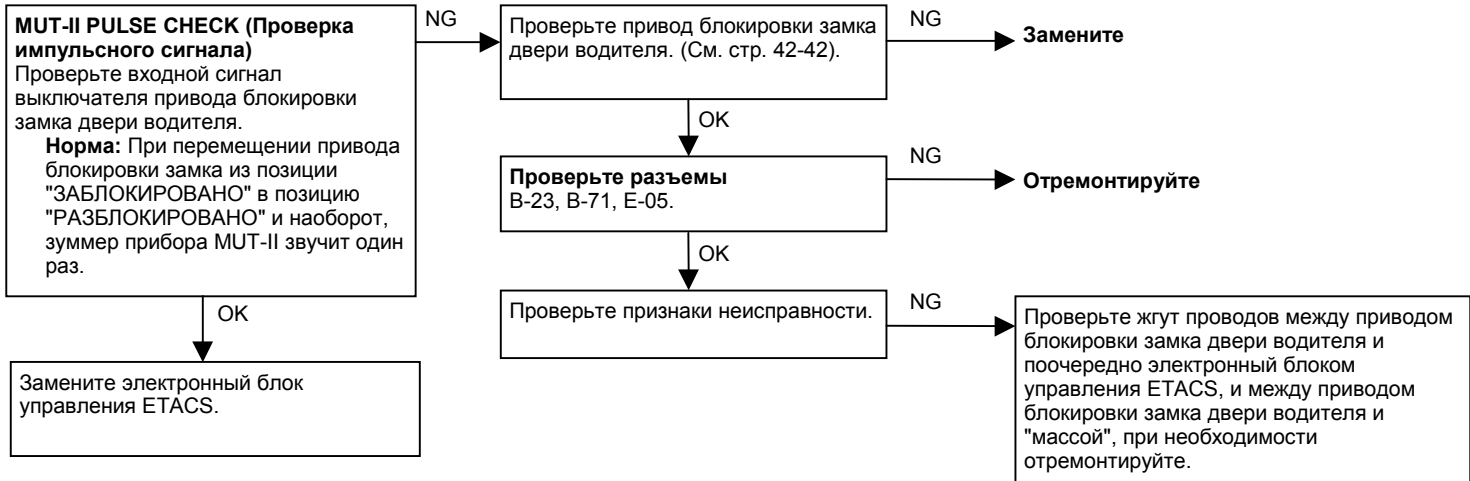 MUT-II PULSE CHECK (Проверка
импульсного сигнала)
Проверьте входной сигнал
выключателя привода блокировки
замка двери водителя.
Норма: При перемещении привода
блокировки замка из позиции
"ЗАБЛОКИРОВАНО" в позицию
"РАЗБЛОКИРОВАНО" и наоборот,
зуммер прибора MUT-II звучит один
раз.
NG
Проверьте привод блокировки замка
двери водителя. (См. стр. 42-42).
NG
Замените
OK
Проверьте разъемы
B-23, B-71, E-05.
NG
Отремонтируйте
OK
Проверьте признаки неисправности.
NG
Проверьте жгут проводов между приводом
блокировки замка двери водителя и
поочередно электронный блоком
управления ETACS, и между приводом
блокировки замка двери водителя и
"массой", при необходимости
отремонтируйте.
OK
Замените электронный блок
управления ETACS.